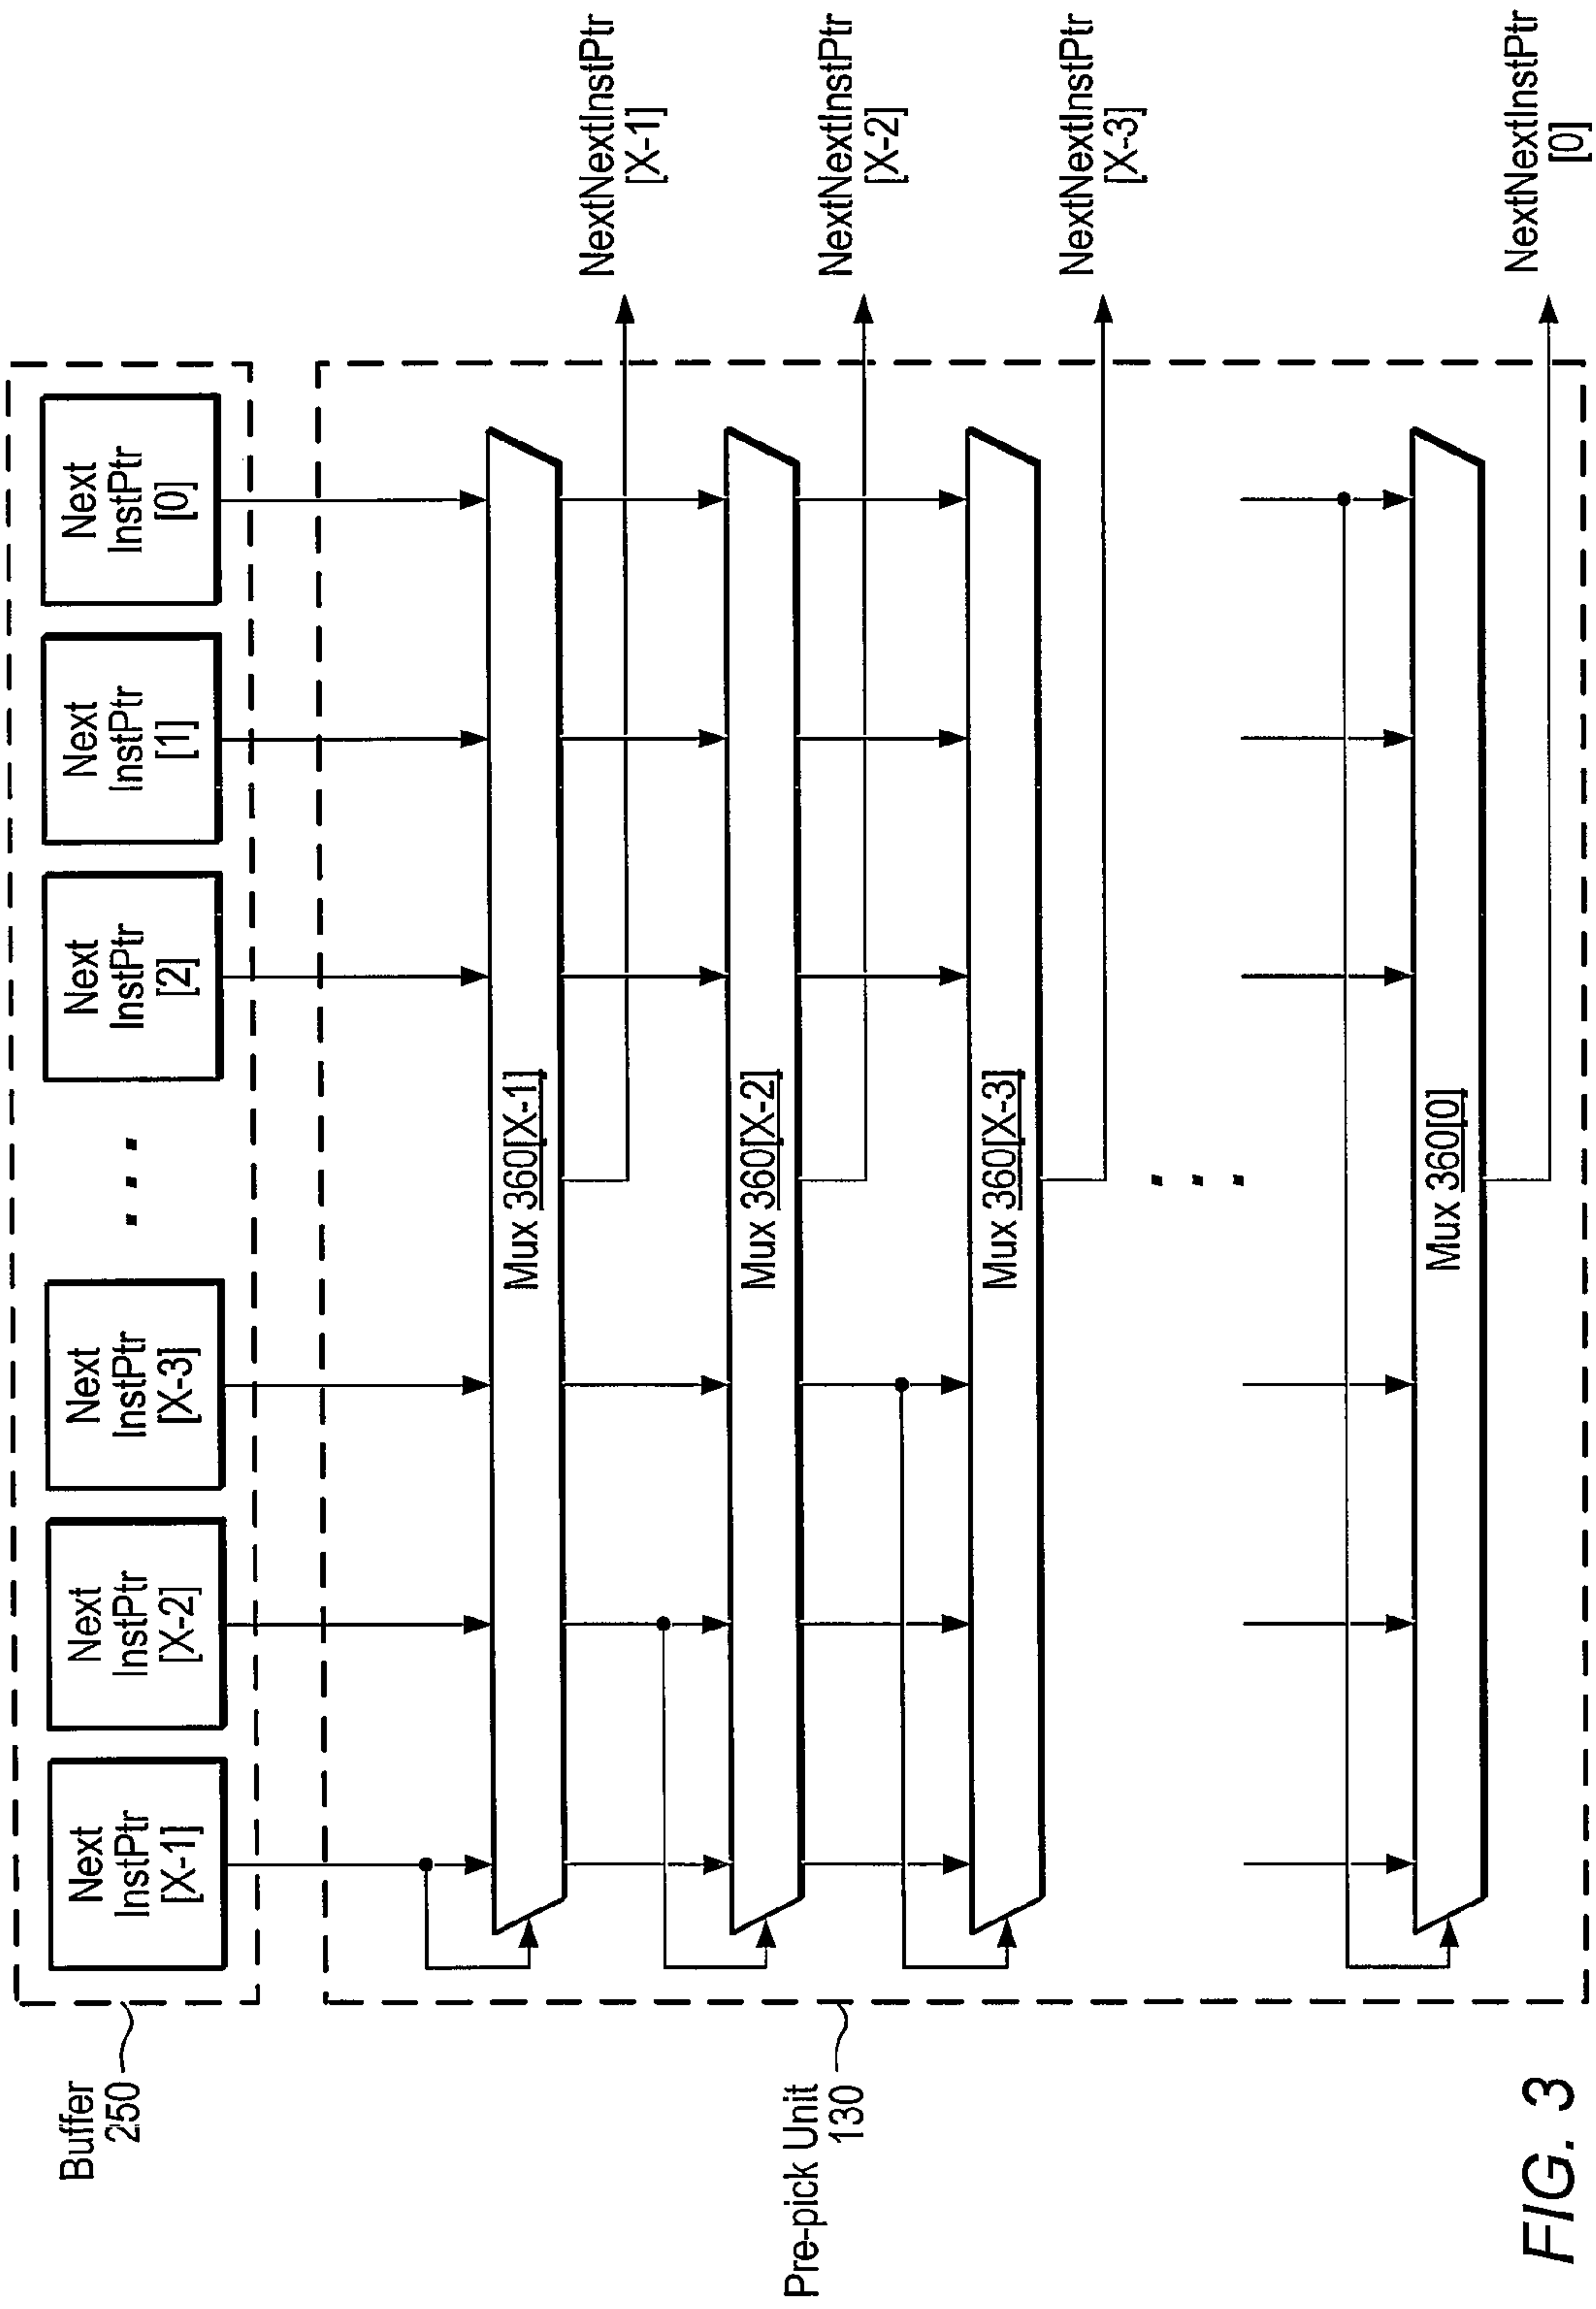 Buffer
250
Next
InstPtr
[X-1]
Next
InstPtr
[X-2]
Next
InstPtr
[X-3]
. . .
Next
InstPtr
[2]
Next
InstPtr
[1]
Next
InstPtr
[0]
Pre-pick Unit
130
Mux 360[X-1]
NextNextInstPtr
[X-1]
Mux 360[X-2]
NextNextInstPtr
[X-2]
Mux 360[X-3]
NextNextInstPtr
[X-3]
. . .
Mux 360[0]
NextNextInstPtr
[0]
FIG. 3